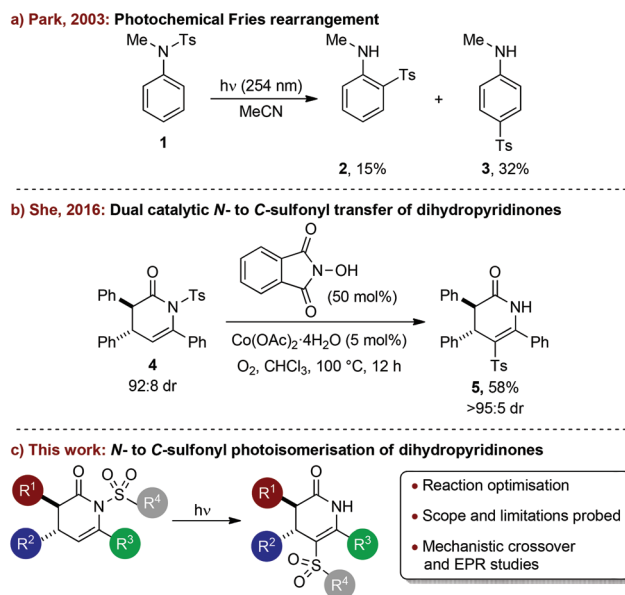 a) Park, 2003: Photochemical Fries rearrangement
Me N Ts
1
hν (254 nm)
MeCN
Me NH
Ts
2, 15%
+
Me NH
Ts
3, 32%
b) She, 2016: Dual catalytic N- to C-sulfonyl transfer of dihydropyridinones
O
Ph N Ts
Ph Ph
4
92:8 dr
O
N–OH
O
(50 mol%)
Co(OAc)₂·4H₂O (5 mol%)
O₂, CHCl₃, 100 °C, 12 h
O
Ph NH
Ph Ph
Ts
5, 58%
>95:5 dr
c) This work: N- to C-sulfonyl photoisomerisation of dihydropyridinones
O O O
R¹ N S R⁴
R² R³
hν
O
R¹ NH
R² R³
O S
O R⁴
• Reaction optimisation
• Scope and limitations probed
• Mechanistic crossover
and EPR studies